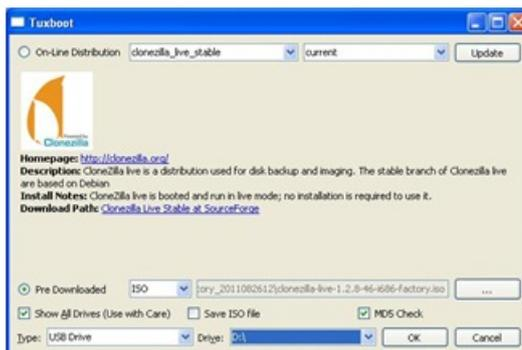 Tuxboot
On-Line Distribution clonezilla_live_stable current Update
Powered by
Clonezilla
Homepage: http://clonezilla.org/
Description: CloneZilla live is a distribution used for disk backup and imaging. The stable branch of Clonezilla live
are based on Debian
Install Notes: CloneZilla live is booted and run in live mode; no installation is required to use it.
Download Path: Clonezilla Live Stable at SourceForge
Pre Downloaded ISO tory_2011082612\clonezilla-live-1.2.8-46-i686-factory.iso ...
Show All Drives (Use with Care) Save ISO file MD5 Check
Type: USB Drive Drive: D:\ OK Cancel